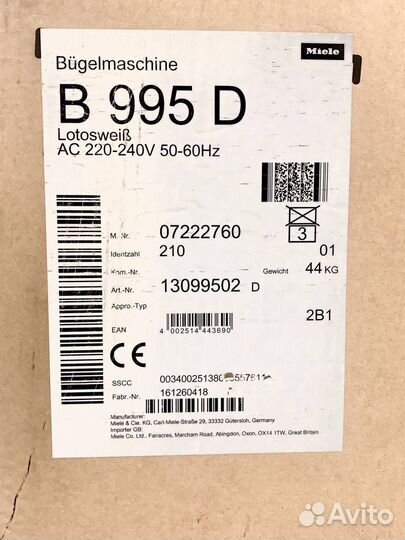 Miele
Bügelmaschine
B 995 D
Lotosweiß
AC 220-240V 50-60Hz
3
M.-Nr. 07222760
Identzahl 210 01
Kom.-Nr. Gewicht 44 KG
Art.-Nr. 13099502 D
Appro.-Typ
2B1
EAN
4 002514 443690
CE
SSCC
Fabr.-Nr. 161260418
Manufacturer:
Miele & Cie. KG, Carl-Miele-Straße 29, 33332 Gütersloh, Germany
Importer GB:
Miele Co. Ltd., Fairacres, Marcham Road, Abingdon, Oxon, OX14 1TW, Great Britain
Avito